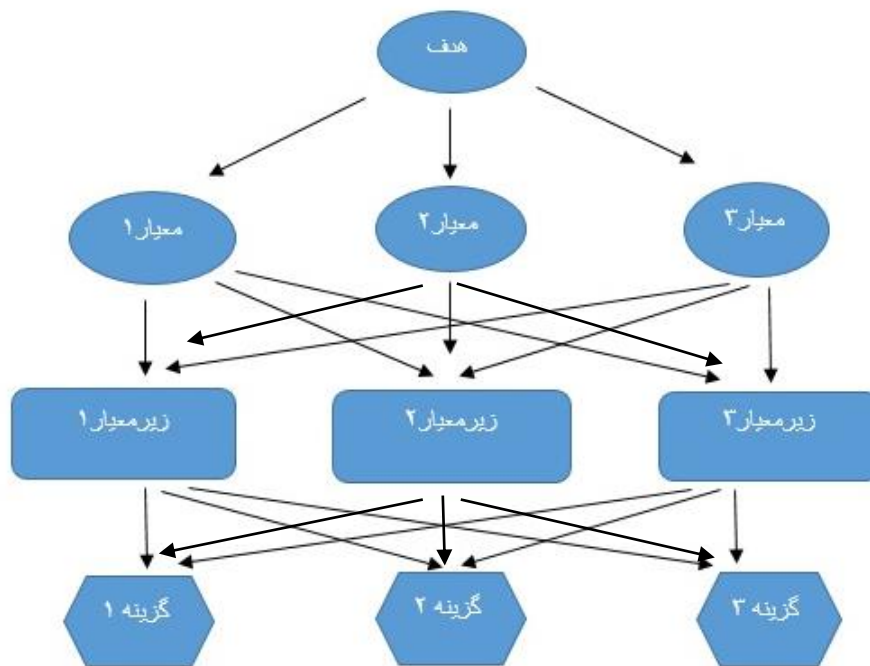 هدف
معیار۳
معیار۲
معیار۱
زیرمعیار۳
زیرمعیار۲
زیرمعیار۱
گزینه ۳
گزینه ۲
گزینه ۱